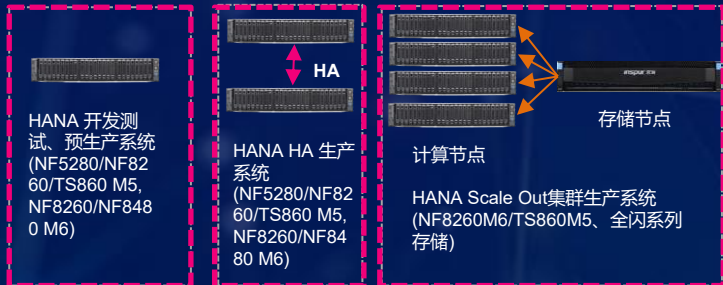 HANA 开发测
试、预生产系统
(NF5280/NF82
60/TS860 M5,
NF8260/NF848
0 M6)
HA
HANA HA 生产
系统
(NF5280/NF82
60/TS860 M5,
NF8260/NF84
80 M6)
inspur 浪潮
存储节点
计算节点
HANA Scale Out集群生产系统
(NF8260M6/TS860M5、全闪系列
存储)